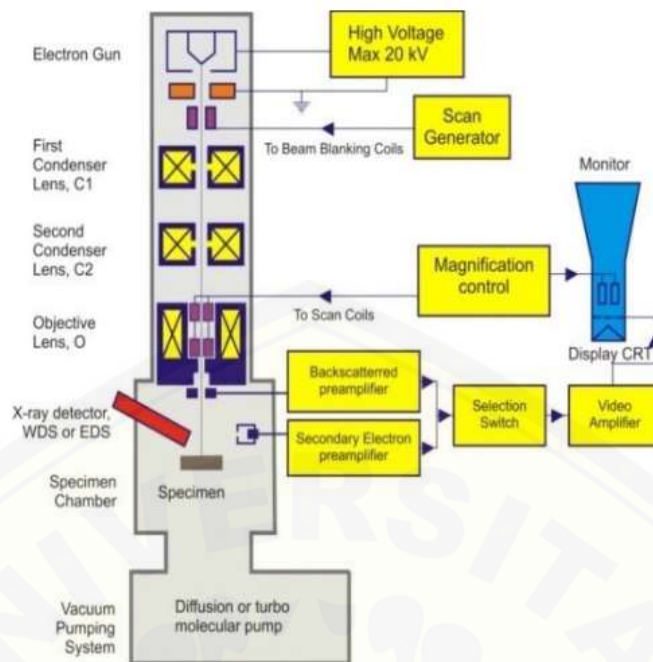 Electron Gun
High Voltage
Max 20 kV
Scan
Generator
To Beam Blanking Coils
First
Condenser
Lens, C1
Monitor
Second
Condenser
Lens, C2
Magnification
control
To Scan Coils
Objective
Lens, O
Display CRT
Backscatterred
preamplifier
X-ray detector,
WDS or EDS
Selection
Switch
Video
Amplifier
Secondary Electron
preamplifier
Specimen
Chamber
Specimen
Vacuum
Pumping
System
Diffusion or turbo
molecular pump